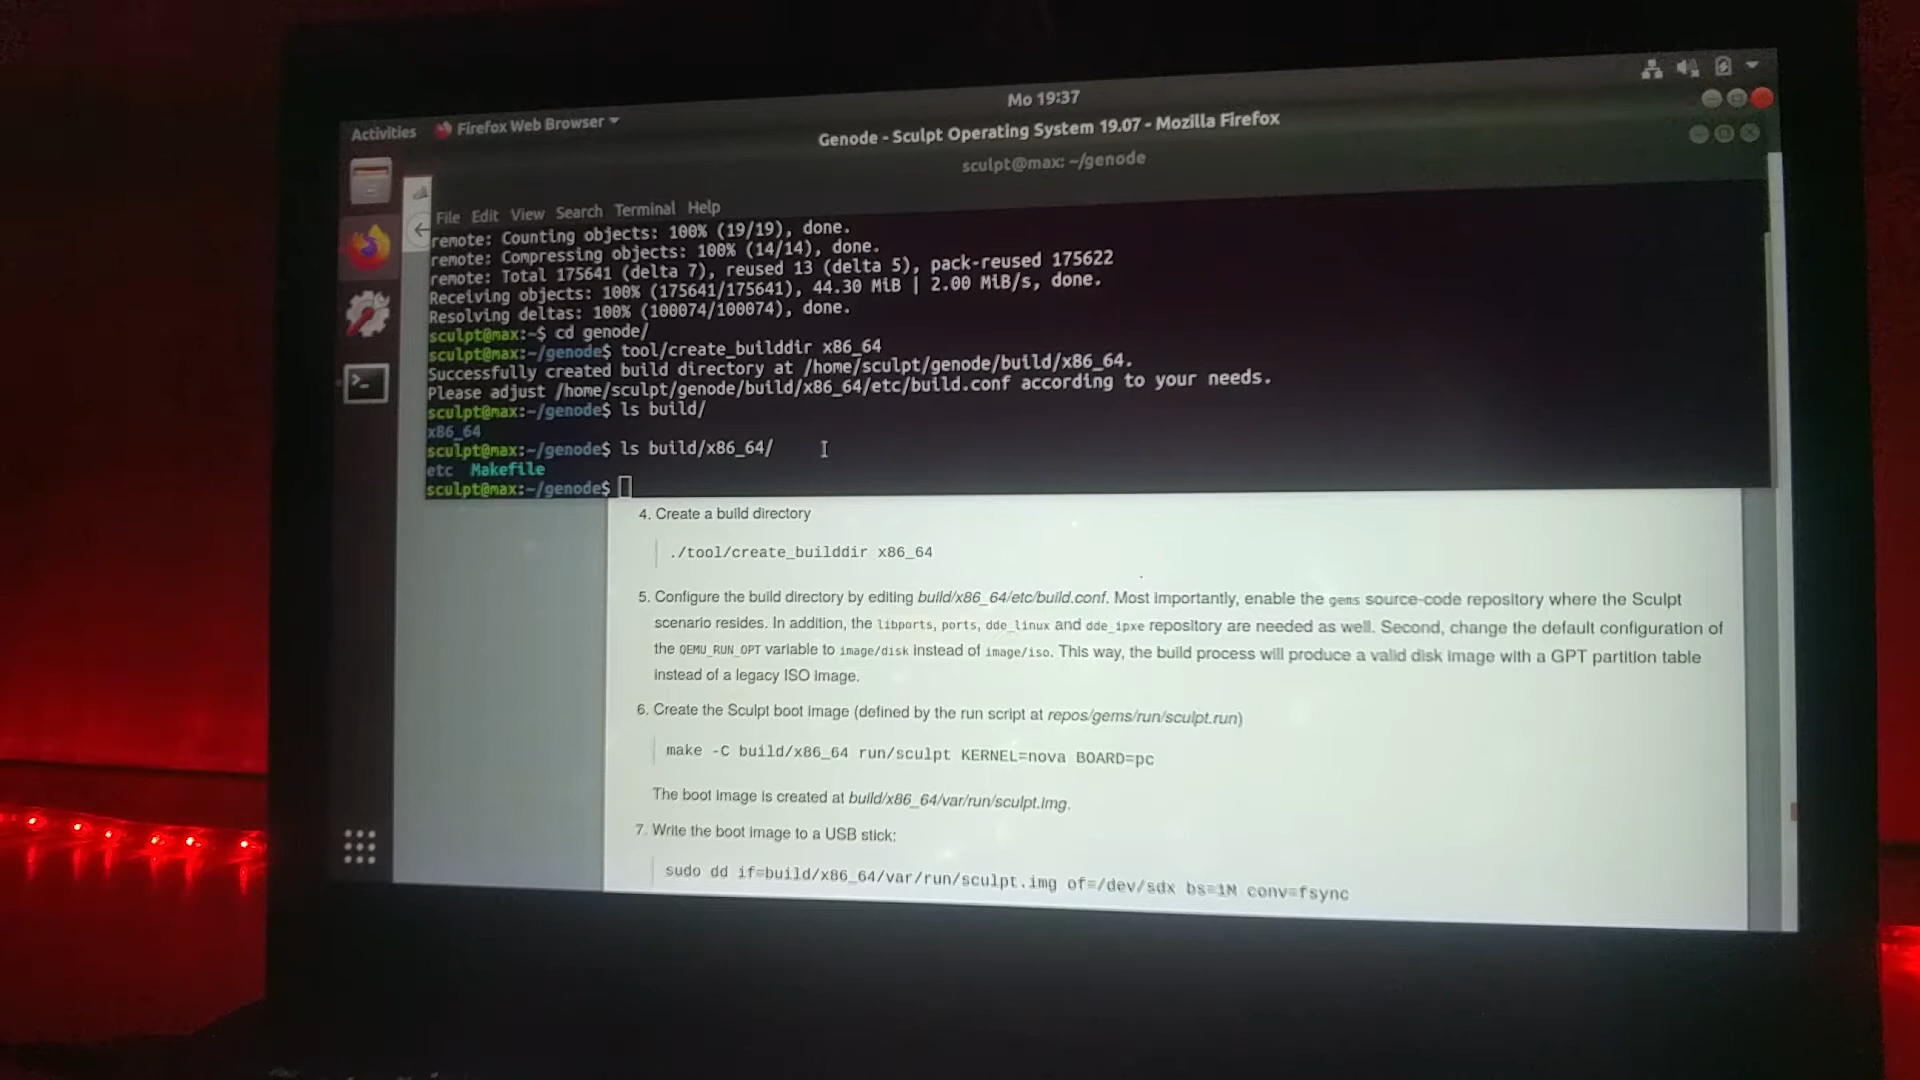 Mo 19:37
Activities
Firefox Web Browser
Genode - Sculpt Operating System 19.07 - Mozilla Firefox
sculpt@max: ~/genode
File Edit View Search Terminal Help
remote: Counting objects: 100% (19/19), done.
remote: Compressing objects: 100% (14/14), done.
remote: Total 175641 (delta 7), reused 13 (delta 5), pack-reused 175622
Receiving objects: 100% (175641/175641), 44.30 MiB | 2.00 MiB/s, done.
Resolving deltas: 100% (100074/100074), done.
sculpt@max:~$ cd genode/
sculpt@max:~/genode$ tool/create_builddir x86_64
Successfully created build directory at /home/sculpt/genode/build/x86_64.
Please adjust /home/sculpt/genode/build/x86_64/etc/build.conf according to your needs.
sculpt@max:~/genode$ ls build/
x86_64
sculpt@max:~/genode$ ls build/x86_64/
etc Makefile
sculpt@max:~/genode$
4. Create a build directory
./tool/create_builddir x86_64
5. Configure the build directory by editing build/x86_64/etc/build.conf. Most importantly, enable the gems source-code repository where the Sculpt
scenario resides. In addition, the libports, ports, dde_linux and dde_ipxe repository are needed as well. Second, change the default configuration of
the QEMU_RUN_OPT variable to image/disk instead of image/iso. This way, the build process will produce a valid disk image with a GPT partition table
instead of a legacy ISO image.
6. Create the Sculpt boot image (defined by the run script at repos/gems/run/sculpt.run)
make -C build/x86_64 run/sculpt KERNEL=nova BOARD=pc
The boot image is created at build/x86_64/var/run/sculpt.img.
7. Write the boot image to a USB stick:
sudo dd if=build/x86_64/var/run/sculpt.img of=/dev/sdx bs=1M conv=fsync